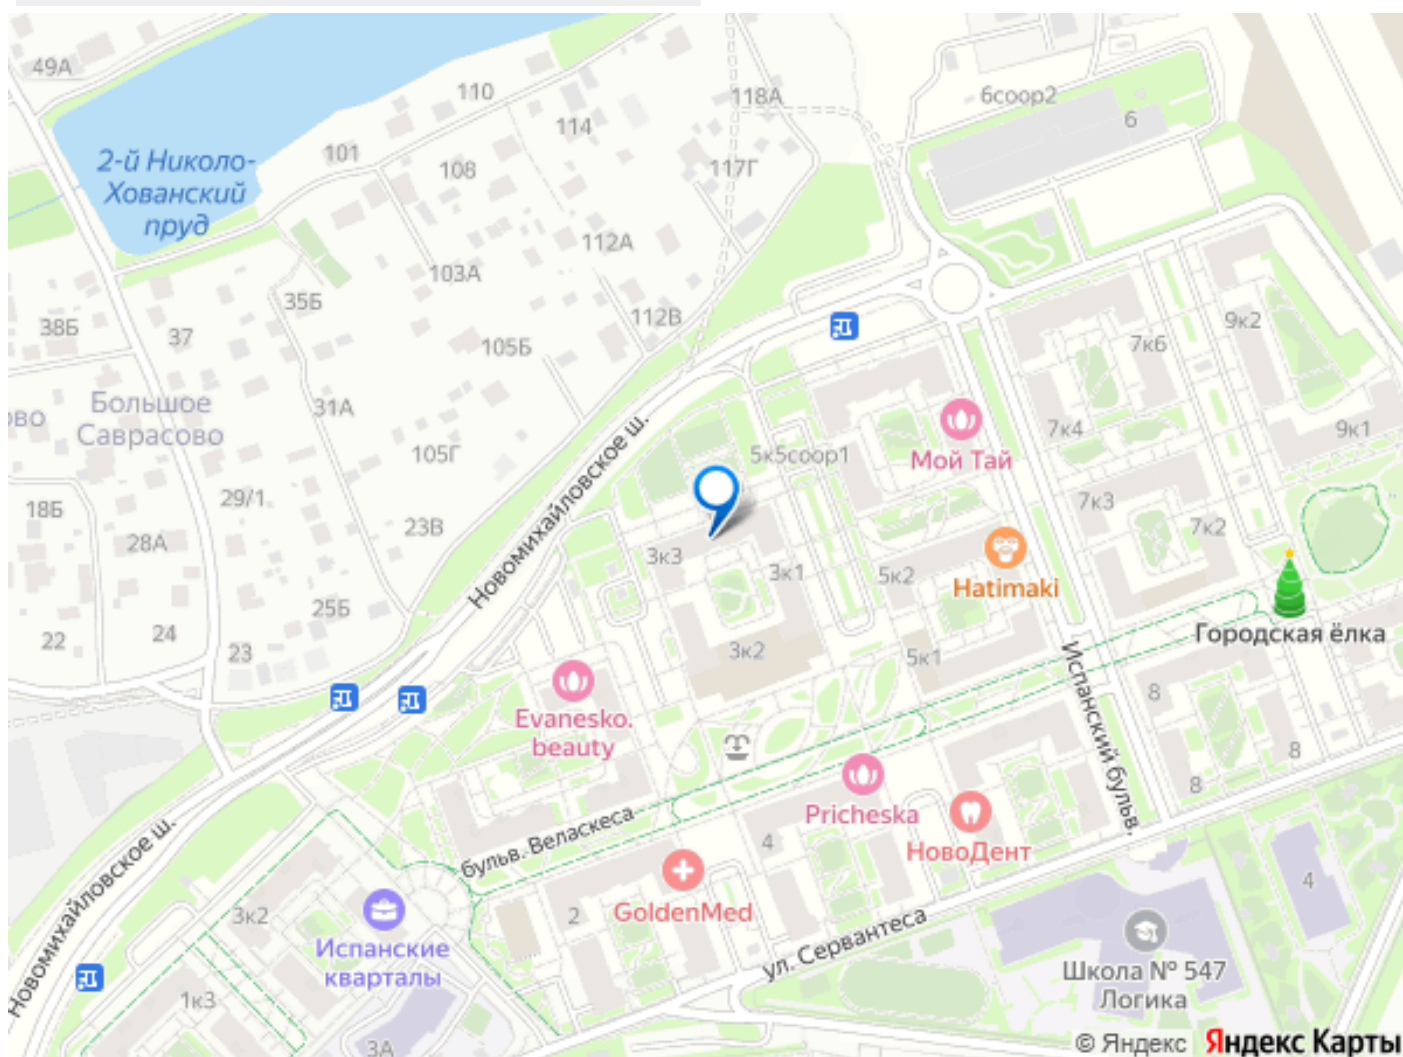 49А
110
118А
6соор2
6
114
101
108
117Г
2-й Николо-
Хованский
пруд
112А
103А
35Б
112В
38Б
37
105Б
9к2
7к6
Большое
Саврасово
ово
31А
7к4
9к1
105Г
5к5соор1
Мой Тай
29/1
18Б
23В
28А
Новомихайловское ш.
7к3
7к2
3к3
3к1
5к2
Hatimaki
25Б
22
24
23
3к2
5к1
Городская ёлка
Испанский бульв.
8
Evanesko.
beauty
8
8
Pricheska
бульв. Веласкеса
4
НовоДент
Новомихайловское ш.
GoldenMed
4
3к2
2
Испанские
кварталы
ул. Сервантеса
Школа № 547
Логика
1к3
3А
© Яндекс Яндекс Карты